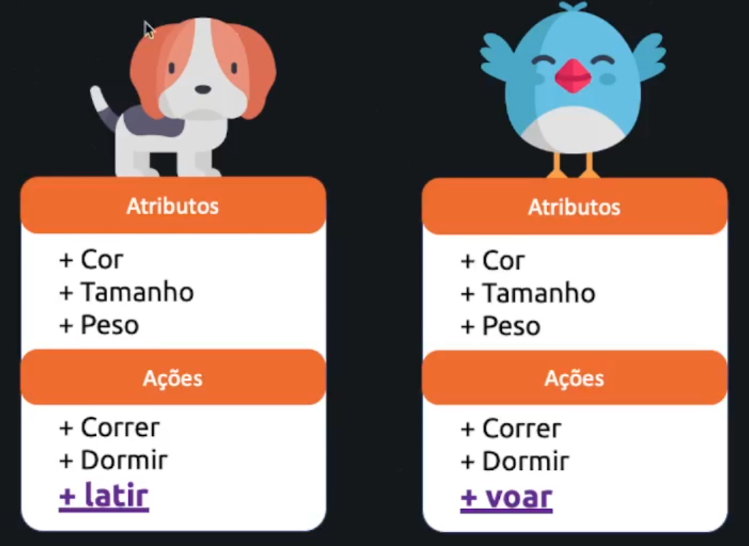 Atributos
+ Cor
+ Tamanho
+ Peso
Ações
+ Correr
+ Dormir
+ latir
Atributos
+ Cor
+ Tamanho
+ Peso
Ações
+ Correr
+ Dormir
+ voar